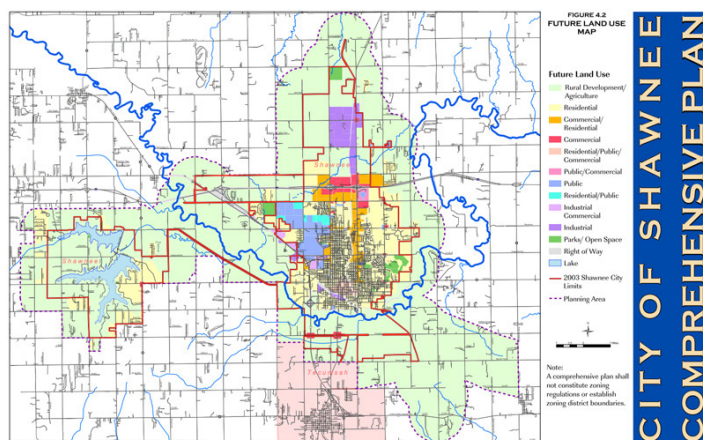 FIGURE 4.2
FUTURE LAND USE
MAP
Future Land Use
Rural Development/
Agriculture
Residential
Commercial/
Residential
Commercial
Residential/Public/
Commercial
Public/Commercial
Public
Residential/Public
Industrial
Commercial
Industrial
Parks/ Open Space
Right of Way
Lake
2003 Shawnee City
Limits
Planning Area
Note:
A comprehensive plan shall
not constitute zoning
regulations or establish
zoning district boundaries.
CITY OF SHAWNEE
COMPREHENSIVE PLAN
Shawnee
Shawnee
Tecumseh